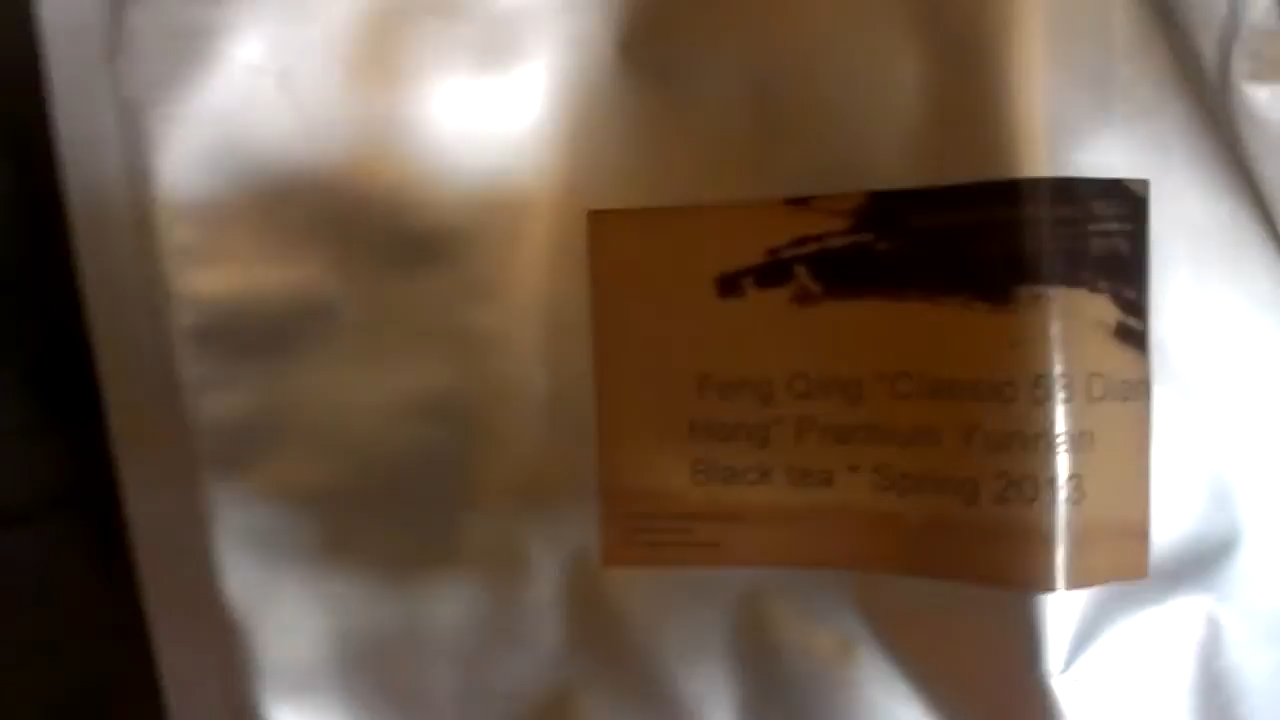 Feng Qing "Classic 58 Dian
Hong" Premium Yunnan
Black tea " Spring 2013